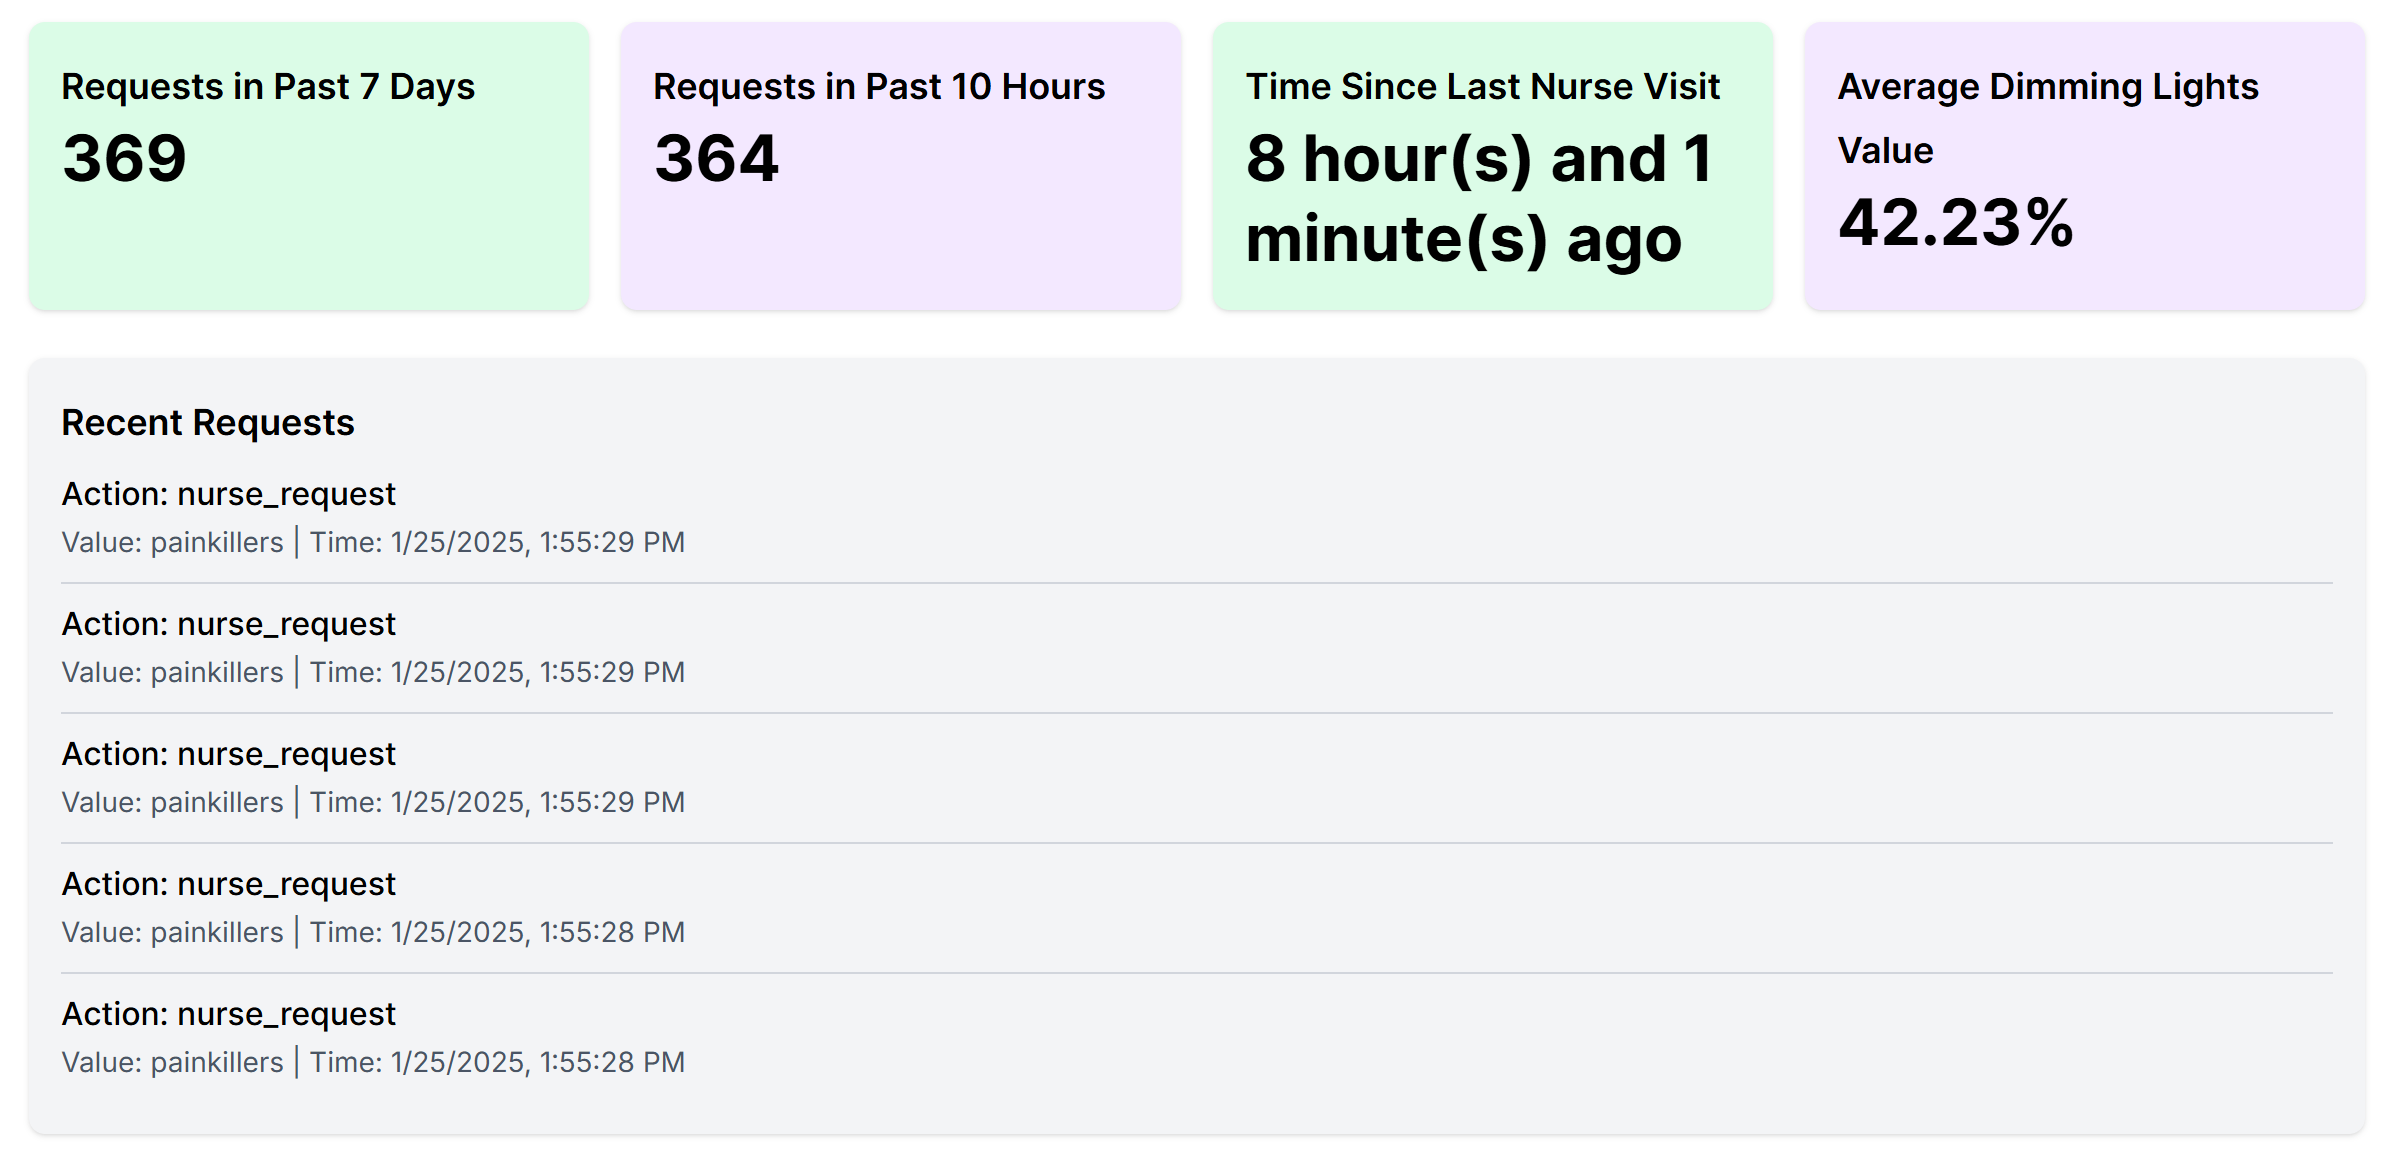 Requests in Past 7 Days
369
Requests in Past 10 Hours
364
Time Since Last Nurse Visit
8 hour(s) and 1
minute(s) ago
Average Dimming Lights
Value
42.23%
Recent Requests
Action: nurse_request
Value: painkillers | Time: 1/25/2025, 1:55:29 PM
Action: nurse_request
Value: painkillers | Time: 1/25/2025, 1:55:29 PM
Action: nurse_request
Value: painkillers | Time: 1/25/2025, 1:55:29 PM
Action: nurse_request
Value: painkillers | Time: 1/25/2025, 1:55:28 PM
Action: nurse_request
Value: painkillers | Time: 1/25/2025, 1:55:28 PM